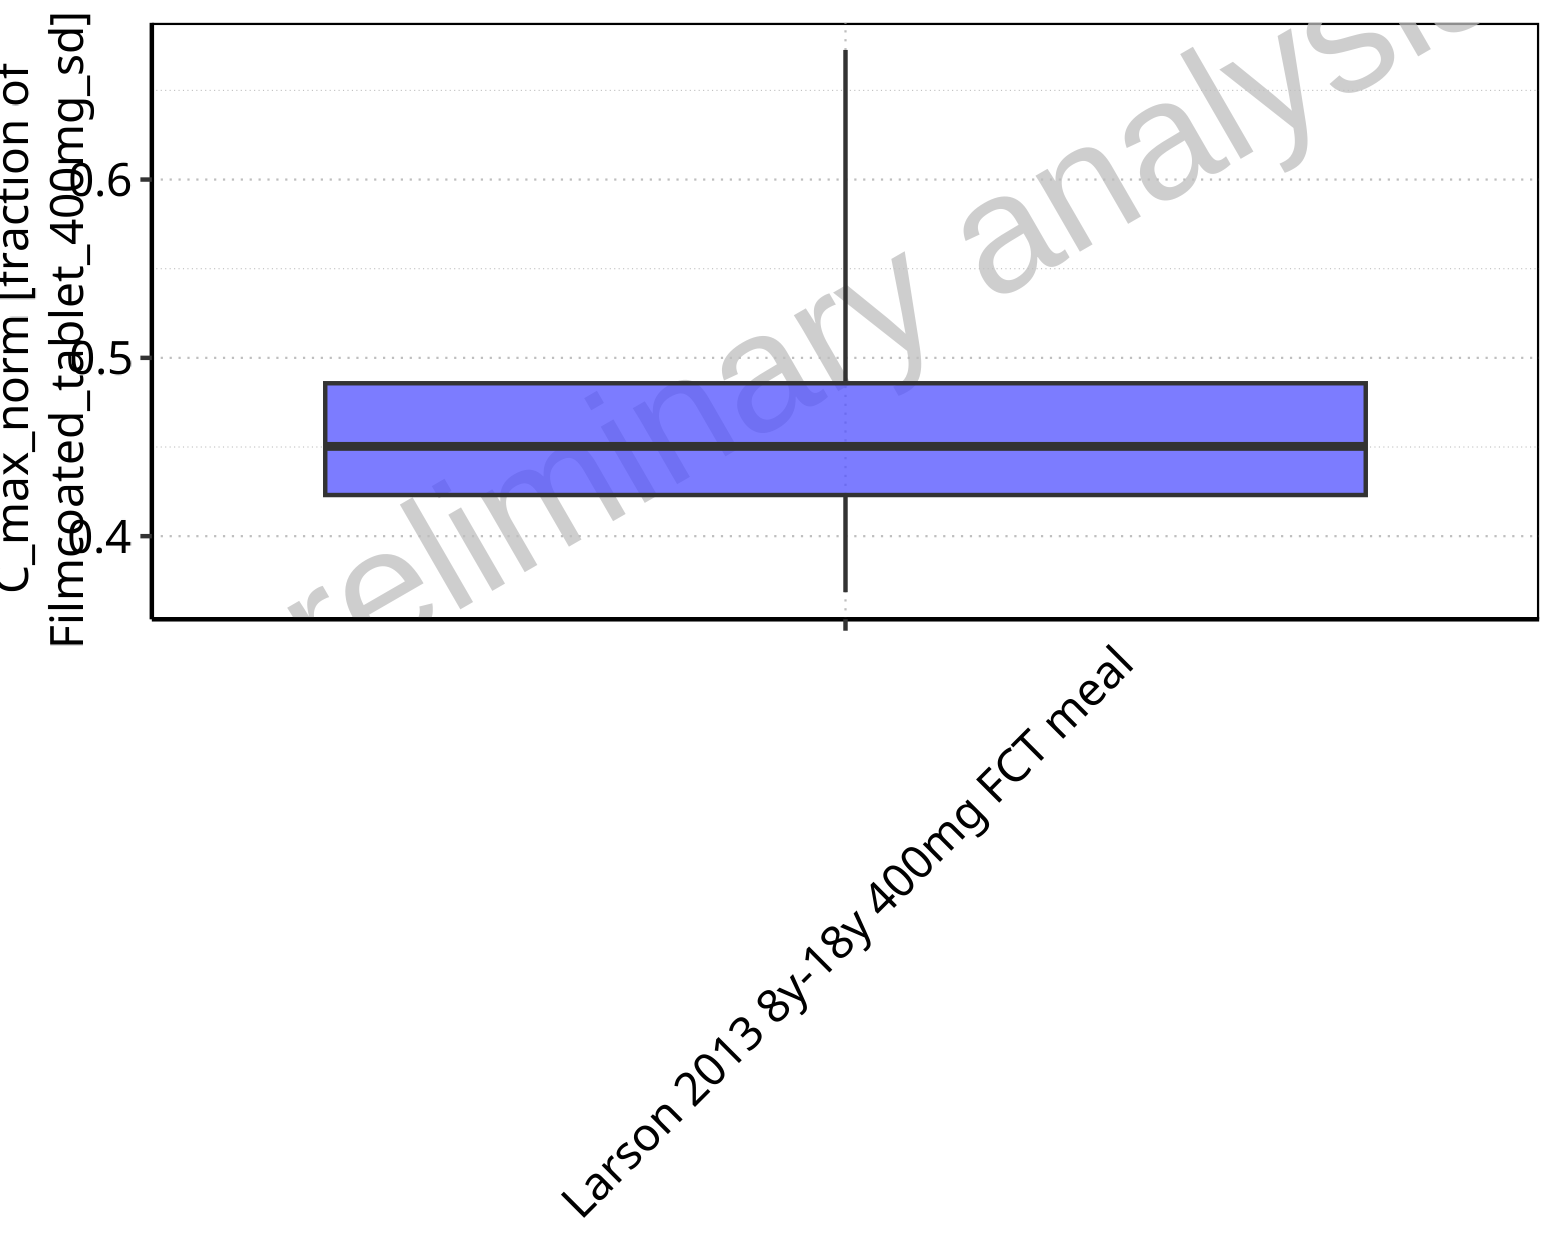 C_max_norm [fraction of
Filmcoated_tablet_400mg_sd]
0.6
0.5
0.4
reliminary analysis
Larson 2013 8y-18y 400mg FCT meal